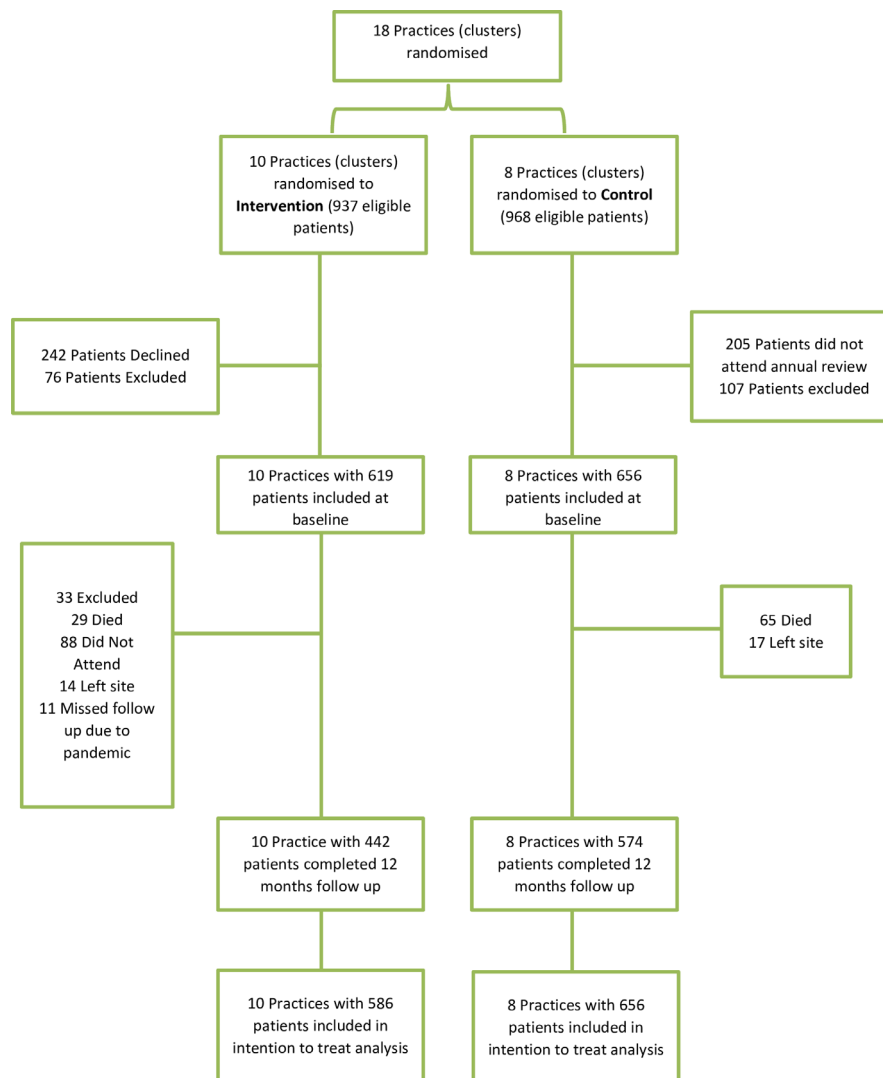 18 Practices (clusters)
randomised
10 Practices (clusters)
randomised to
Intervention (937 eligible
patients)
8 Practices (clusters)
randomised to Control
(968 eligible patients)
242 Patients Declined
76 Patients Excluded
205 Patients did not
attend annual review
107 Patients excluded
10 Practices with 619
patients included at
baseline
8 Practices with 656
patients included at
baseline
33 Excluded
29 Died
88 Did Not
Attend
14 Left site
11 Missed follow
up due to
pandemic
65 Died
17 Left site
10 Practice with 442
patients completed 12
months follow up
8 Practices with 574
patients completed 12
months follow up
10 Practices with 586
patients included in
intention to treat analysis
8 Practices with 656
patients included in
intention to treat analysis